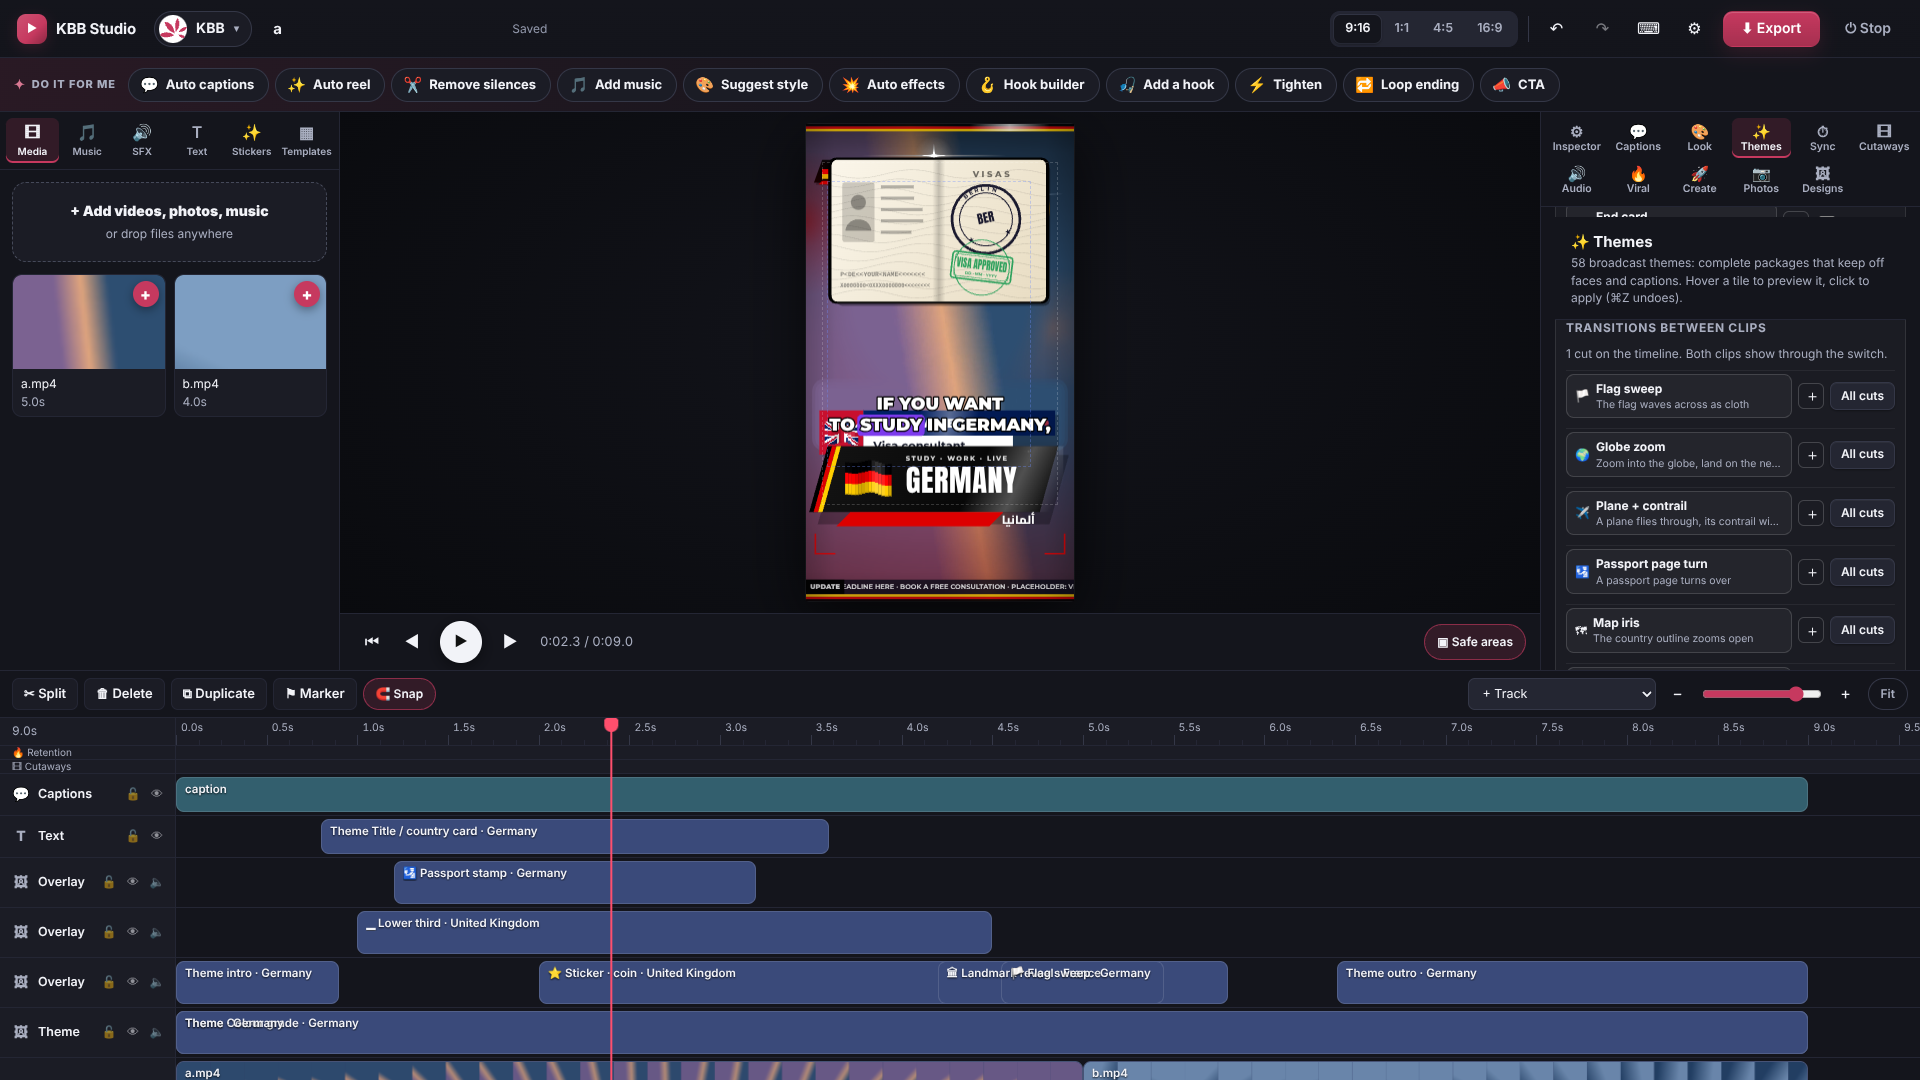 KBB Studio
KBB
a
Saved
9:16
1:1
4:5
16:9
Export
Stop
DO IT FOR ME
Auto captions
Auto reel
Remove silences
Add music
Suggest style
Auto effects
Hook builder
Add a hook
Tighten
Loop ending
CTA
Media
Music
SFX
Text
Stickers
Templates
+ Add videos, photos, music
or drop files anywhere
a.mp4
5.0s
b.mp4
4.0s
VISAS
BERLIN
BER
VISA APPROVED
IF YOU WANT
TO STUDY IN GERMANY,
Visa consultant
STUDY · WORK · LIVE
GERMANY
ألمانيا
UPDATE
EADLINE HERE · BOOK A FREE CONSULTATION · PLACEHOLDER: V
0:02.3 / 0:09.0
Safe areas
Inspector
Captions
Look
Themes
Sync
Cutaways
Audio
Viral
Create
Photos
Designs
End card
Themes
58 broadcast themes: complete packages that keep off
faces and captions. Hover a tile to preview it, click to
apply (⌘Z undoes).
TRANSITIONS BETWEEN CLIPS
1 cut on the timeline. Both clips show through the switch.
Flag sweep
The flag waves across as cloth
+
All cuts
Globe zoom
Zoom into the globe, land on the ne...
+
All cuts
Plane + contrail
A plane flies through, its contrail wi...
+
All cuts
Passport page turn
A passport page turns over
+
All cuts
Map iris
The country outline zooms open
+
All cuts
Split
Delete
Duplicate
Marker
Snap
+ Track
−
+
Fit
9.0s
0.0s
0.5s
1.0s
1.5s
2.0s
2.5s
3.0s
3.5s
4.0s
4.5s
5.0s
5.5s
6.0s
6.5s
7.0s
7.5s
8.0s
8.5s
9.0s
9.5
Retention
Cutaways
Captions
caption
Text
Theme Title / country card · Germany
Overlay
Passport stamp · Germany
Overlay
Lower third · United Kingdom
Overlay
Theme intro · Germany
Sticker · coin · United Kingdom
Flag sweep · Germany
Theme outro · Germany
Theme
a.mp4
b.mp4